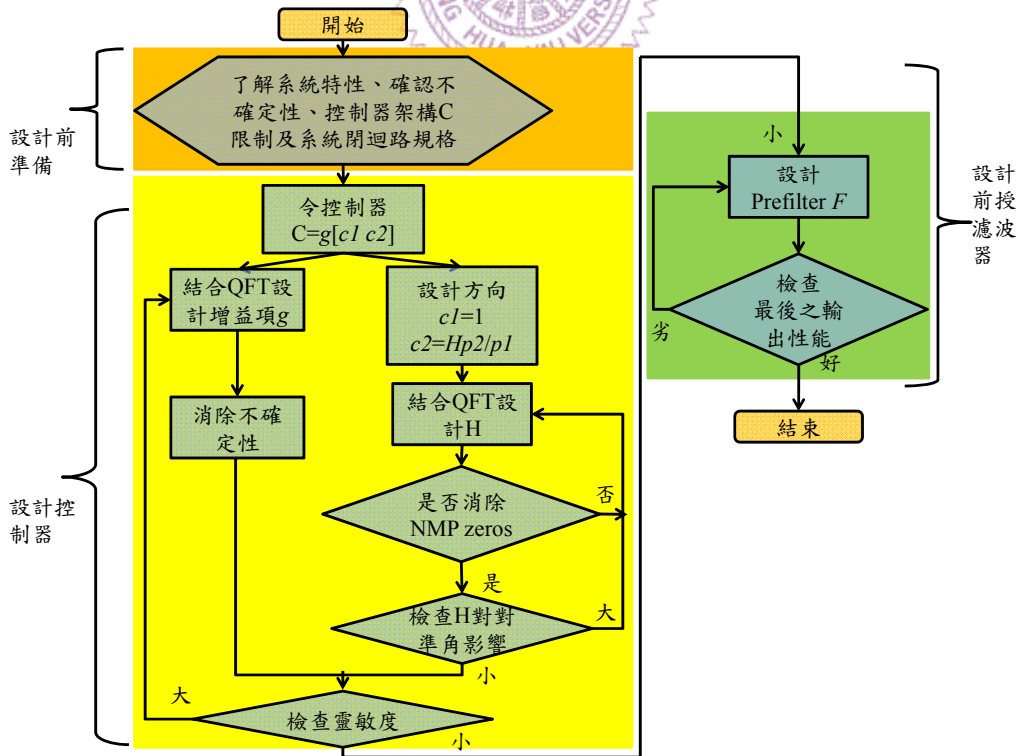 NG HUA UNIVERS
開始
了解系統特性、確認不
確定性、控制器架構C
限制及系統閉迴路規格
設計前
準備
令控制器
C=g[c1 c2]
結合QFT設
計增益項g
設計方向
c1=1
c2=Hp2/p1
消除不確
定性
結合QFT設
計H
是否消除
NMP zeros
否
是
檢查H對對
準角影響
大
小
大
檢查靈敏度
小
設計控
制器
小
設計
Prefilter F
檢查
最後之輸
出性能
劣
好
結束
設計
前授
濾波
器